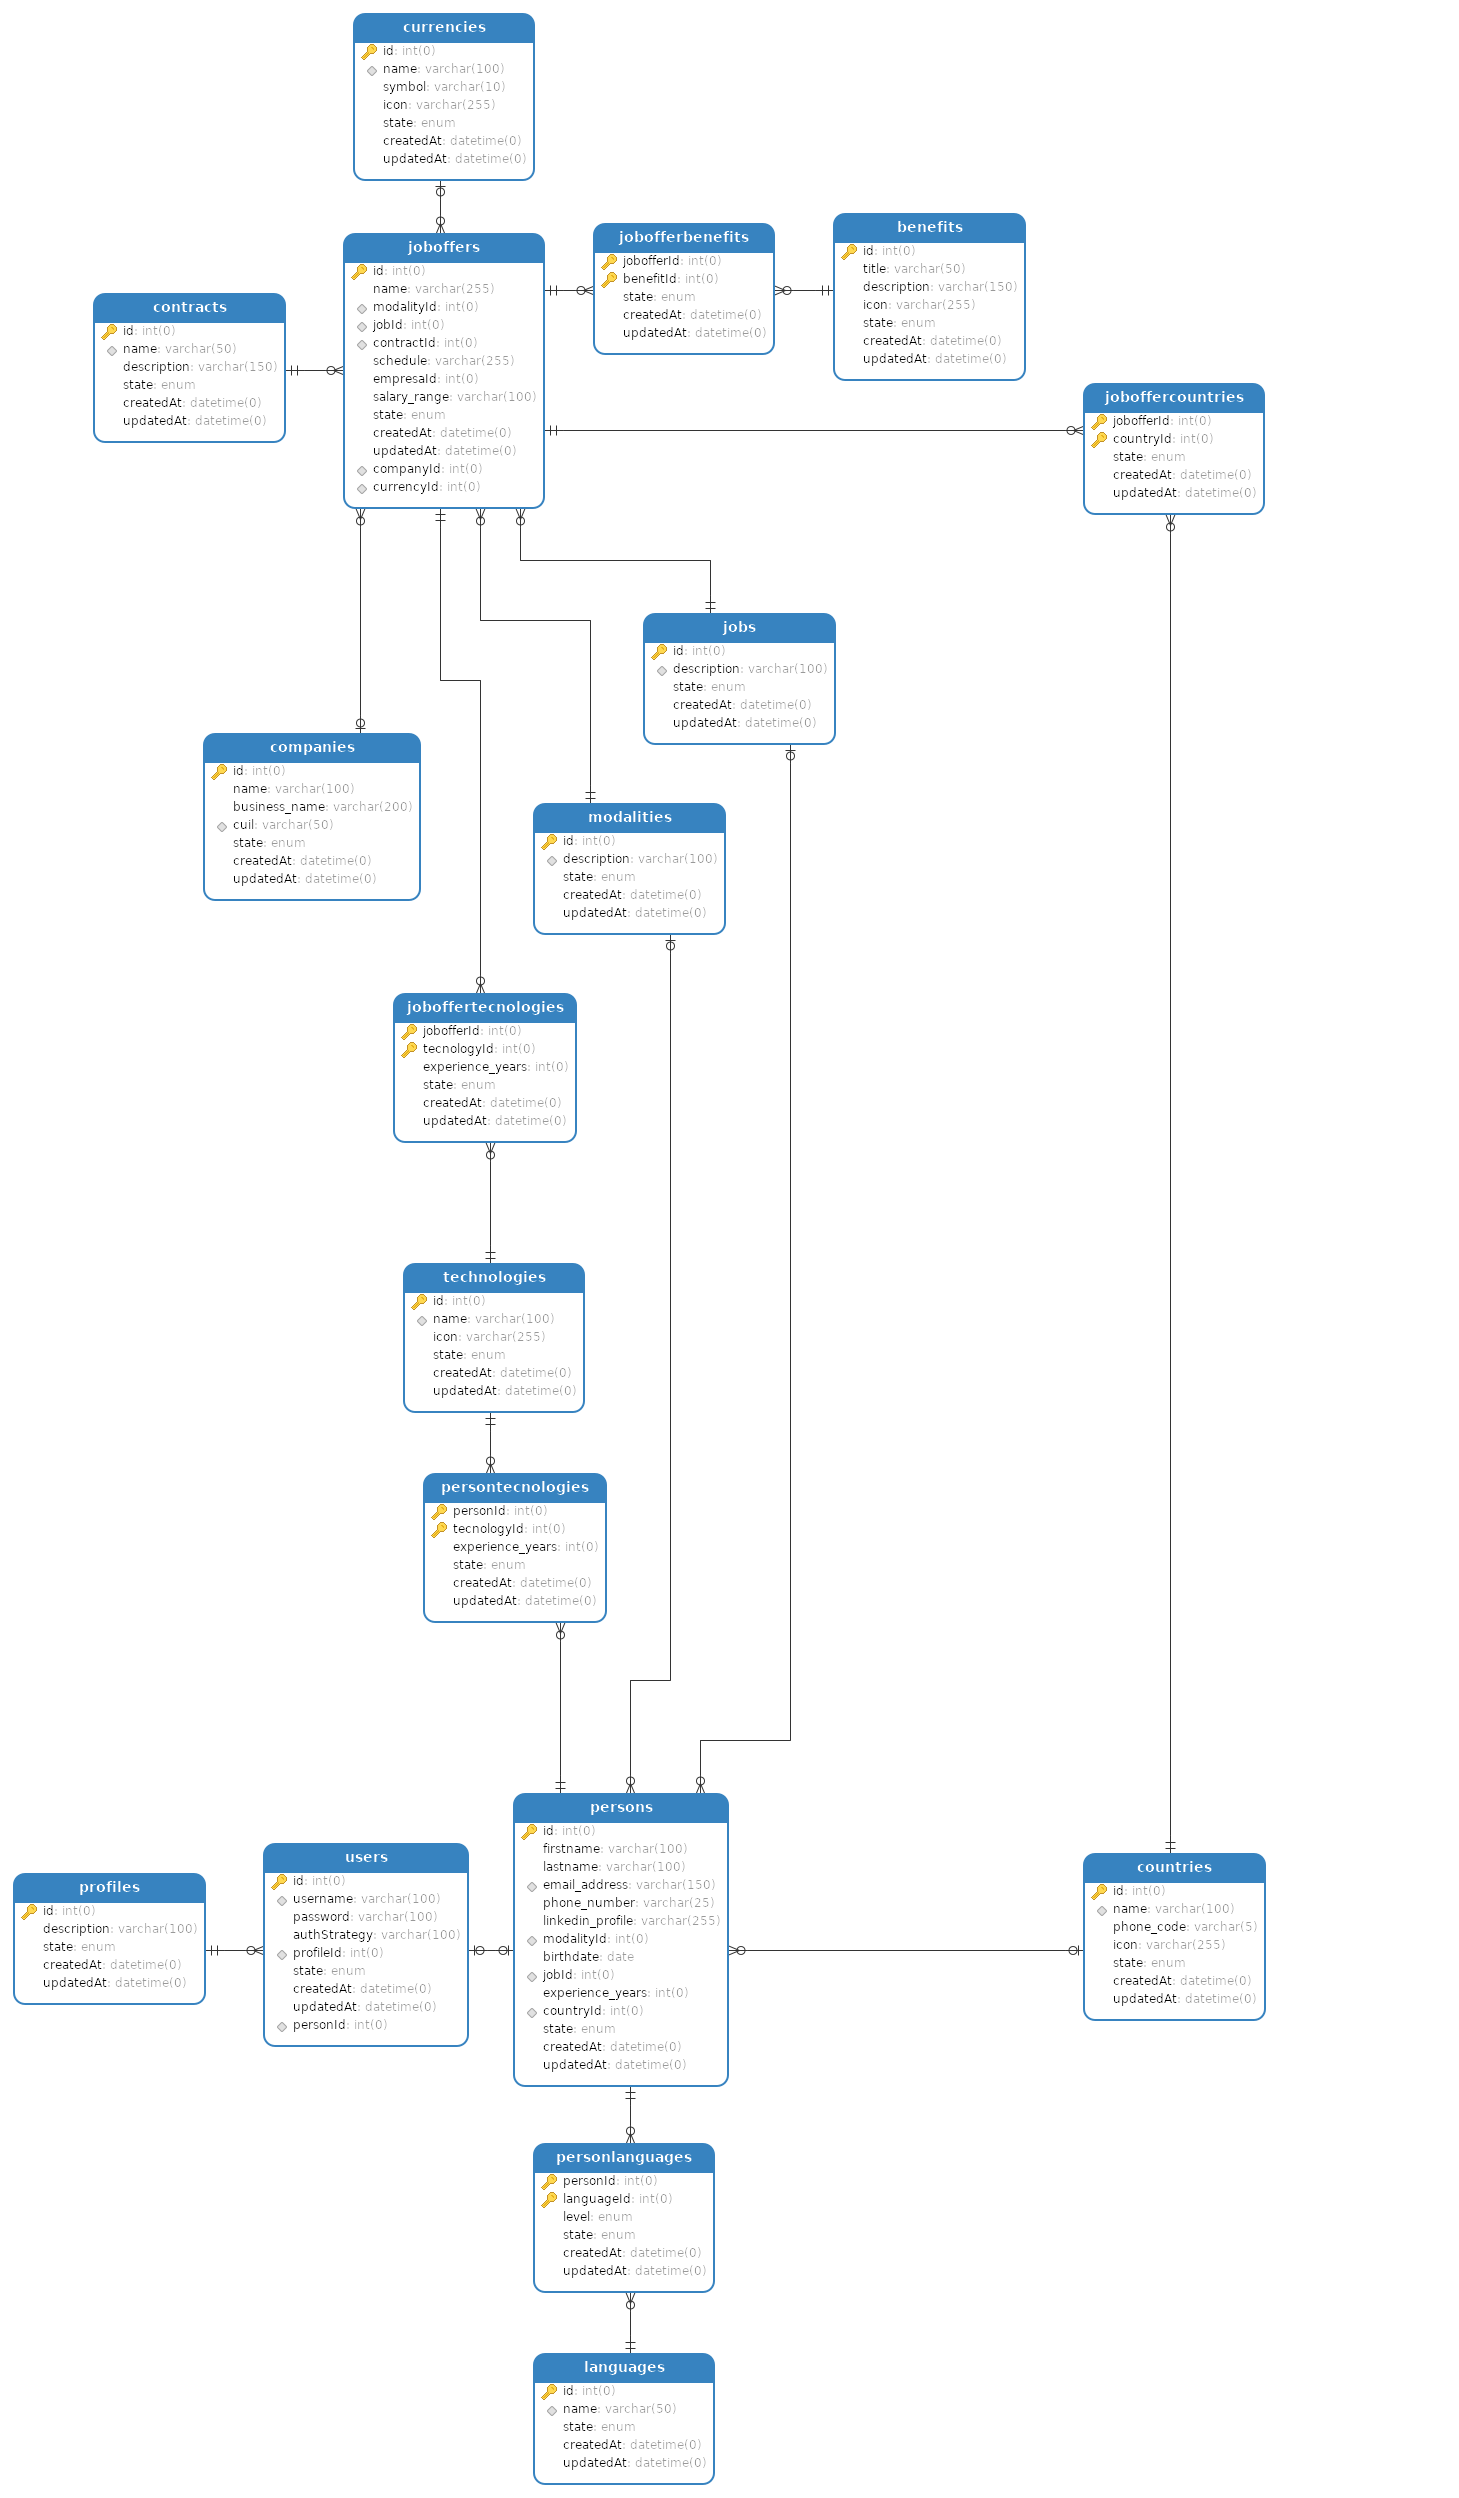 currencies
id: int(0)
name: varchar(100)
symbol: varchar(10)
icon: varchar(255)
state: enum
createdAt: datetime(0)
updatedAt: datetime(0)
joboffers
id: int(0)
name: varchar(255)
modalityId: int(0)
jobId: int(0)
contractId: int(0)
schedule: varchar(255)
empresaId: int(0)
salary_range: varchar(100)
state: enum
createdAt: datetime(0)
updatedAt: datetime(0)
companyId: int(0)
currencyId: int(0)
jobofferbenefits
jobofferId: int(0)
benefitId: int(0)
state: enum
createdAt: datetime(0)
updatedAt: datetime(0)
benefits
id: int(0)
title: varchar(50)
description: varchar(150)
icon: varchar(255)
state: enum
createdAt: datetime(0)
updatedAt: datetime(0)
contracts
id: int(0)
name: varchar(50)
description: varchar(150)
state: enum
createdAt: datetime(0)
updatedAt: datetime(0)
joboffercountries
jobofferId: int(0)
countryId: int(0)
state: enum
createdAt: datetime(0)
updatedAt: datetime(0)
jobs
id: int(0)
description: varchar(100)
state: enum
createdAt: datetime(0)
updatedAt: datetime(0)
companies
id: int(0)
name: varchar(100)
business_name: varchar(200)
cuil: varchar(50)
state: enum
createdAt: datetime(0)
updatedAt: datetime(0)
modalities
id: int(0)
description: varchar(100)
state: enum
createdAt: datetime(0)
updatedAt: datetime(0)
joboffertecnologies
jobofferId: int(0)
tecnologyId: int(0)
experience_years: int(0)
state: enum
createdAt: datetime(0)
updatedAt: datetime(0)
technologies
id: int(0)
name: varchar(100)
icon: varchar(255)
state: enum
createdAt: datetime(0)
updatedAt: datetime(0)
persontecnologies
personId: int(0)
tecnologyId: int(0)
experience_years: int(0)
state: enum
createdAt: datetime(0)
updatedAt: datetime(0)
persons
id: int(0)
firstname: varchar(100)
lastname: varchar(100)
email_address: varchar(150)
phone_number: varchar(25)
linkedin_profile: varchar(255)
modalityId: int(0)
birthdate: date
jobId: int(0)
experience_years: int(0)
countryId: int(0)
state: enum
createdAt: datetime(0)
updatedAt: datetime(0)
users
id: int(0)
username: varchar(100)
password: varchar(100)
authStrategy: varchar(100)
profileId: int(0)
state: enum
createdAt: datetime(0)
updatedAt: datetime(0)
personId: int(0)
profiles
id: int(0)
description: varchar(100)
state: enum
createdAt: datetime(0)
updatedAt: datetime(0)
countries
id: int(0)
name: varchar(100)
phone_code: varchar(5)
icon: varchar(255)
state: enum
createdAt: datetime(0)
updatedAt: datetime(0)
personlanguages
personId: int(0)
languageId: int(0)
level: enum
state: enum
createdAt: datetime(0)
updatedAt: datetime(0)
languages
id: int(0)
name: varchar(50)
state: enum
createdAt: datetime(0)
updatedAt: datetime(0)